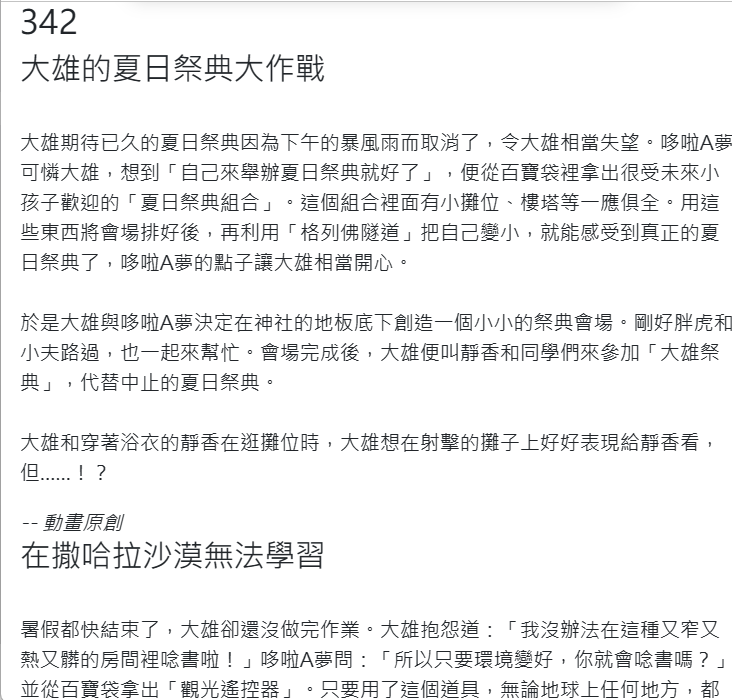 342
大雄的夏日祭典大作戰
大雄期待已久的夏日祭典因為下午的暴風雨而取消了，令大雄相當失望。哆啦A夢
可憐大雄，想到「自己來舉辦夏日祭典就好了」，便從百寶袋裡拿出很受未來小
孩子歡迎的「夏日祭典組合」。這個組合裡面有小攤位、樓塔等一應俱全。用這
些東西將會場排好後，再利用「格列佛隧道」把自己變小，就能感受到真正的夏
日祭典了，哆啦A夢的點子讓大雄相當開心。
於是大雄與哆啦A夢決定在神社的地板底下創造一個小小的祭典會場。剛好胖虎和
小夫路過，也一起來幫忙。會場完成後，大雄便叫靜香和同學們來參加「大雄祭
典」，代替中止的夏日祭典。
大雄和穿著浴衣的靜香在逛攤位時，大雄想在射擊的攤子上好好表現給靜香看，
但......！？
-- 動畫原創
在撒哈拉沙漠無法學習
暑假都快結束了，大雄卻還沒做完作業。大雄抱怨道：「我沒辦法在這種又窄又
熱又髒的房間裡唸書啦！」哆啦A夢問：「所以只要環境變好，你就會唸書嗎？」
並從百寶袋拿出「觀光遙控器」。只要用了這個道具，無論地球上任何地方，都